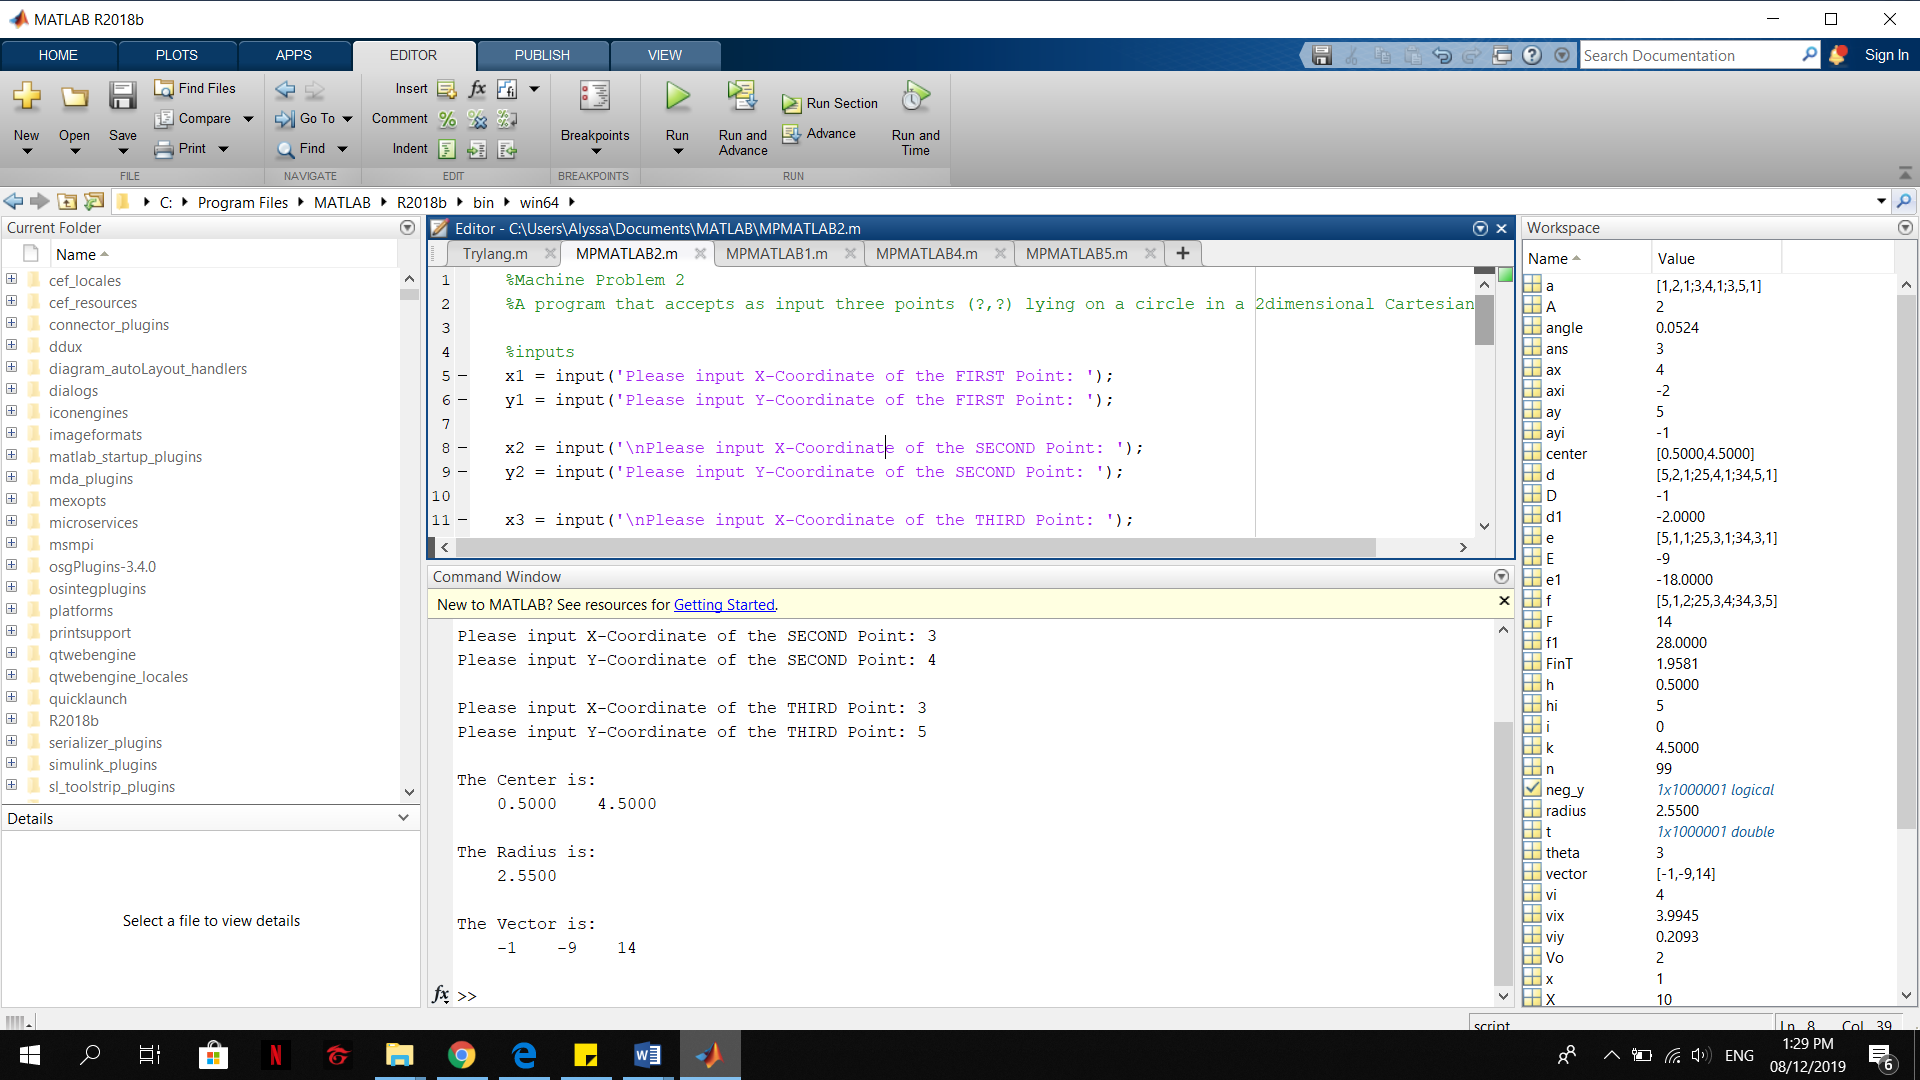 MATLAB R2018b
HOME PLOTS APPS EDITOR PUBLISH VIEW Search Documentation Sign In
New Open Save Find Files Compare Print Go To Find Insert fx Comment Indent Breakpoints Run Run and Advance Run Section Advance Run and Time
FILE NAVIGATE EDIT BREAKPOINTS RUN
C: Program Files MATLAB R2018b bin win64
Current Folder
Name
cef_locales
cef_resources
connector_plugins
ddux
diagram_autoLayout_handlers
dialogs
iconengines
imageformats
matlab_startup_plugins
mda_plugins
mexopts
microservices
msmpi
osgPlugins-3.4.0
osintegplugins
platforms
printsupport
qtwebengine
qtwebengine_locales
quicklaunch
R2018b
serializer_plugins
simulink_plugins
sl_toolstrip_plugins
Details
Select a file to view details
Editor - C:\Users\Alyssa\Documents\MATLAB\MPMATLAB2.m
Trylang.m MPMATLAB2.m MPMATLAB1.m MPMATLAB4.m MPMATLAB5.m
1 %Machine Problem 2
2 %A program that accepts as input three points (?,?) lying on a circle in a 2dimensional Cartesian
3
4 %inputs
5 x1 = input('Please input X-Coordinate of the FIRST Point: ');
6 y1 = input('Please input Y-Coordinate of the FIRST Point: ');
7
8 x2 = input('\nPlease input X-Coordinate of the SECOND Point: ');
9 y2 = input('Please input Y-Coordinate of the SECOND Point: ');
10
11 x3 = input('\nPlease input X-Coordinate of the THIRD Point: ');
Command Window
New to MATLAB? See resources for Getting Started.
Please input X-Coordinate of the SECOND Point: 3
Please input Y-Coordinate of the SECOND Point: 4
Please input X-Coordinate of the THIRD Point: 3
Please input Y-Coordinate of the THIRD Point: 5
The Center is:
0.5000 4.5000
The Radius is:
2.5500
The Vector is:
-1 -9 14
fx >>
Workspace
Name Value
a [1,2,1;3,4,1;3,5,1]
A 2
angle 0.0524
ans 3
ax 4
axi -2
ay 5
ayi -1
center [0.5000,4.5000]
d [5,2,1;25,4,1;34,5,1]
D -1
d1 -2.0000
e [5,1,1;25,3,1;34,3,1]
E -9
e1 -18.0000
f [5,1,2;25,3,4;34,3,5]
F 14
f1 28.0000
FinT 1.9581
h 0.5000
hi 5
i 0
k 4.5000
n 99
neg_y 1x1000001 logical
radius 2.5500
t 1x1000001 double
theta 3
vector [-1,-9,14]
vi 4
vix 3.9945
viy 0.2093
Vo 2
x 1
X 10
script Ln 8 Col 39
ENG
1:29 PM
08/12/2019
6